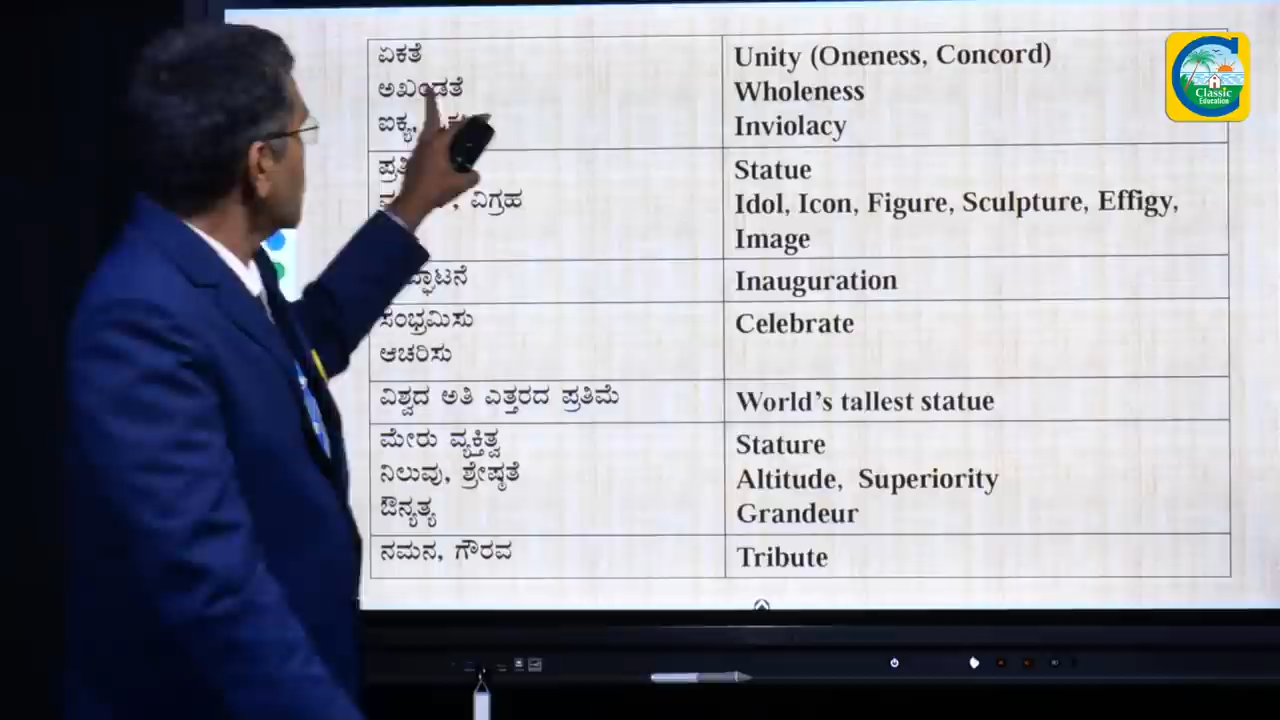 ಏಕತೆ
ಅಖಂಡತೆ
ಐಕ್ಯ,
Unity (Oneness, Concord)
Wholeness
Inviolacy
ವಿಗ್ರಹ
Statue
Idol, Icon, Figure, Sculpture, Effigy,
Image
Inauguration
ಸಂಭ್ರಮಿಸು
ಆಚರಿಸು
Celebrate
ವಿಶ್ವದ ಅತಿ ಎತ್ತರದ ಪ್ರತಿಮೆ
World’s tallest statue
ಮೇರು ವ್ಯಕ್ತಿತ್ವ
ನಿಲುವು, ಶ್ರೇಷ್ಠತೆ
ಔನ್ಯತ್ಯ
Stature
Altitude, Superiority
Grandeur
ನಮನ, ಗೌರವ
Tribute
Classic
Education